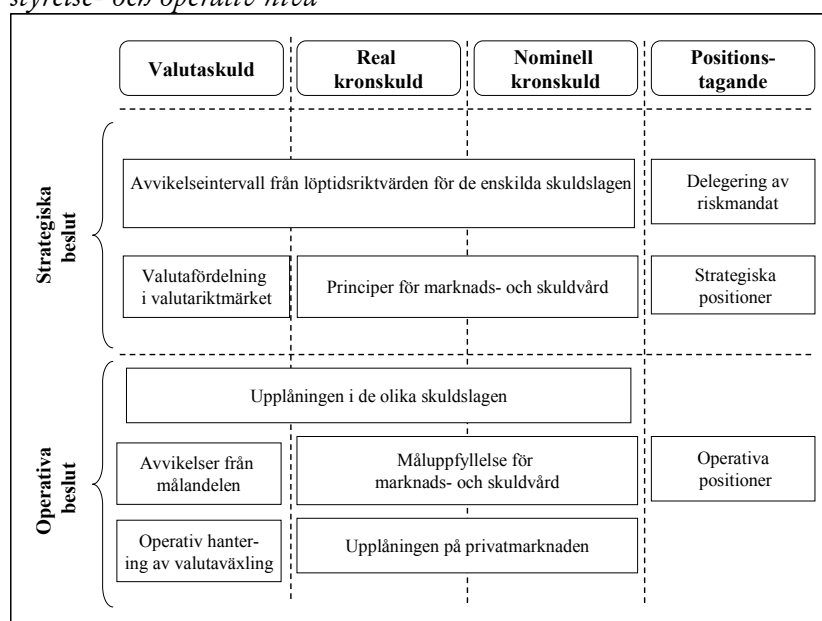 styrelse- och operativ nivå
Valutaskuld
Real
kronskuld
Nominell
kronskuld
Positions-
tagande
Strategiska
beslut
Avvikelseintervall från löptidsriktvärden för de enskilda skuldslagen
Delegering av
riskmandat
Valutafördelning
i valutariktmärket
Principer för marknads- och skuldvård
Strategiska
positioner
Operativa
beslut
Upplåningen i de olika skuldslagen
Avvikelser från
målandelen
Måluppfyllelse för
marknads- och skuldvård
Operativa
positioner
Operativ hanter-
ing av valutaväxling
Upplåningen på privatmarknaden